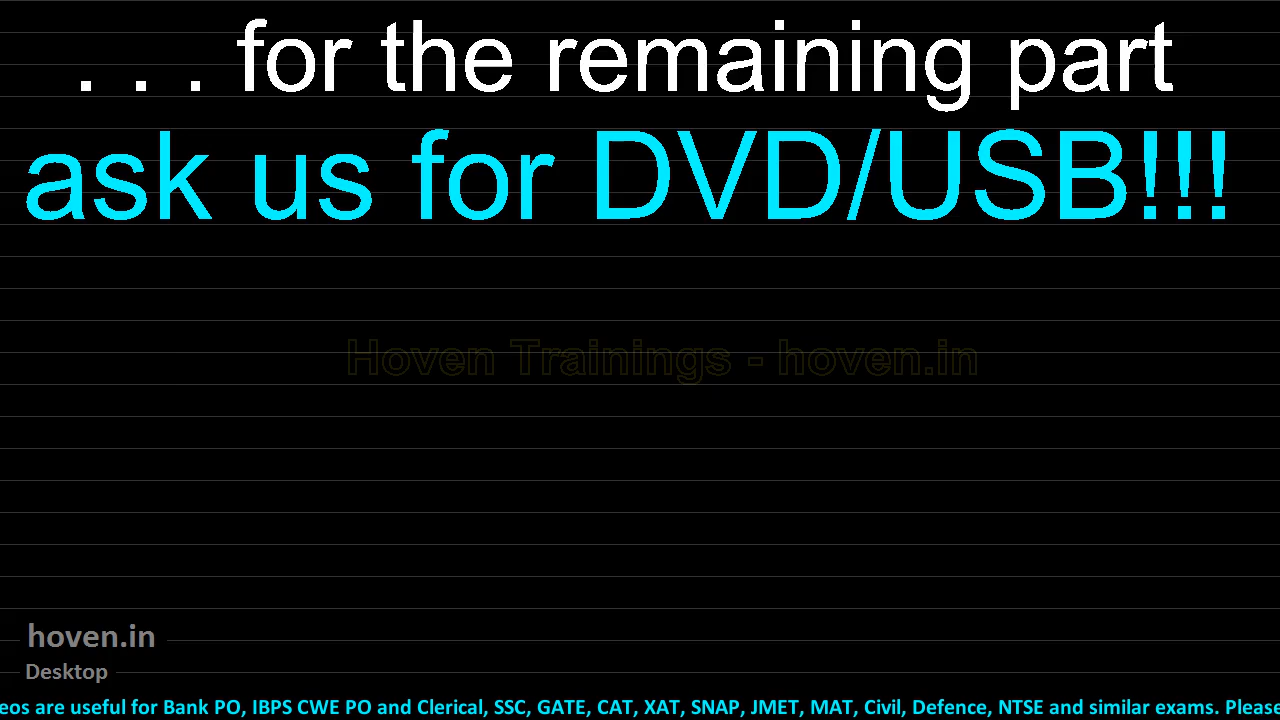 . . . for the remaining part
ask us for DVD/USB!!!
Hoven Trainings - hoven.in
hoven.in
Desktop
eos are useful for Bank PO, IBPS CWE PO and Clerical, SSC, GATE, CAT, XAT, SNAP, JMET, MAT, Civil, Defence, NTSE and similar exams. Please